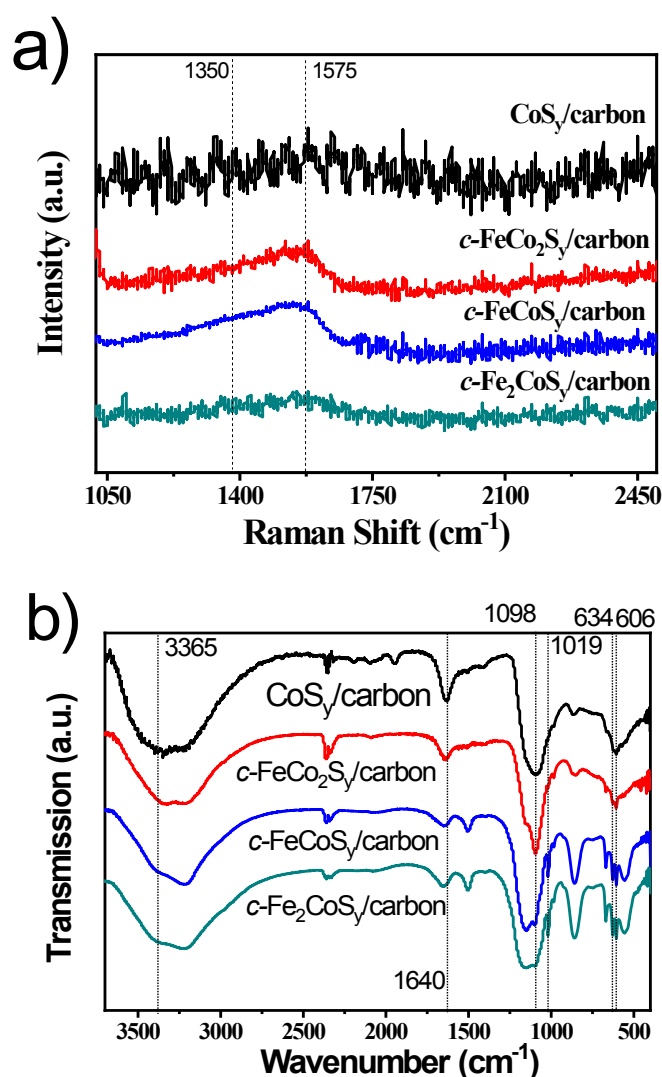 a)
1350 1575
CoSy/carbon
c-FeCo2Sy/carbon
c-FeCoSy/carbon
c-Fe2CoSy/carbon
Intensity (a.u.)
1050 1400 1750 2100 2450
Raman Shift (cm-1)
b)
3365 1098 1019 634 606
CoSy/carbon
c-FeCo2Sy/carbon
c-FeCoSy/carbon
c-Fe2CoSy/carbon
1640
Transmission (a.u.)
3500 3000 2500 2000 1500 1000 500
Wavenumber (cm-1)